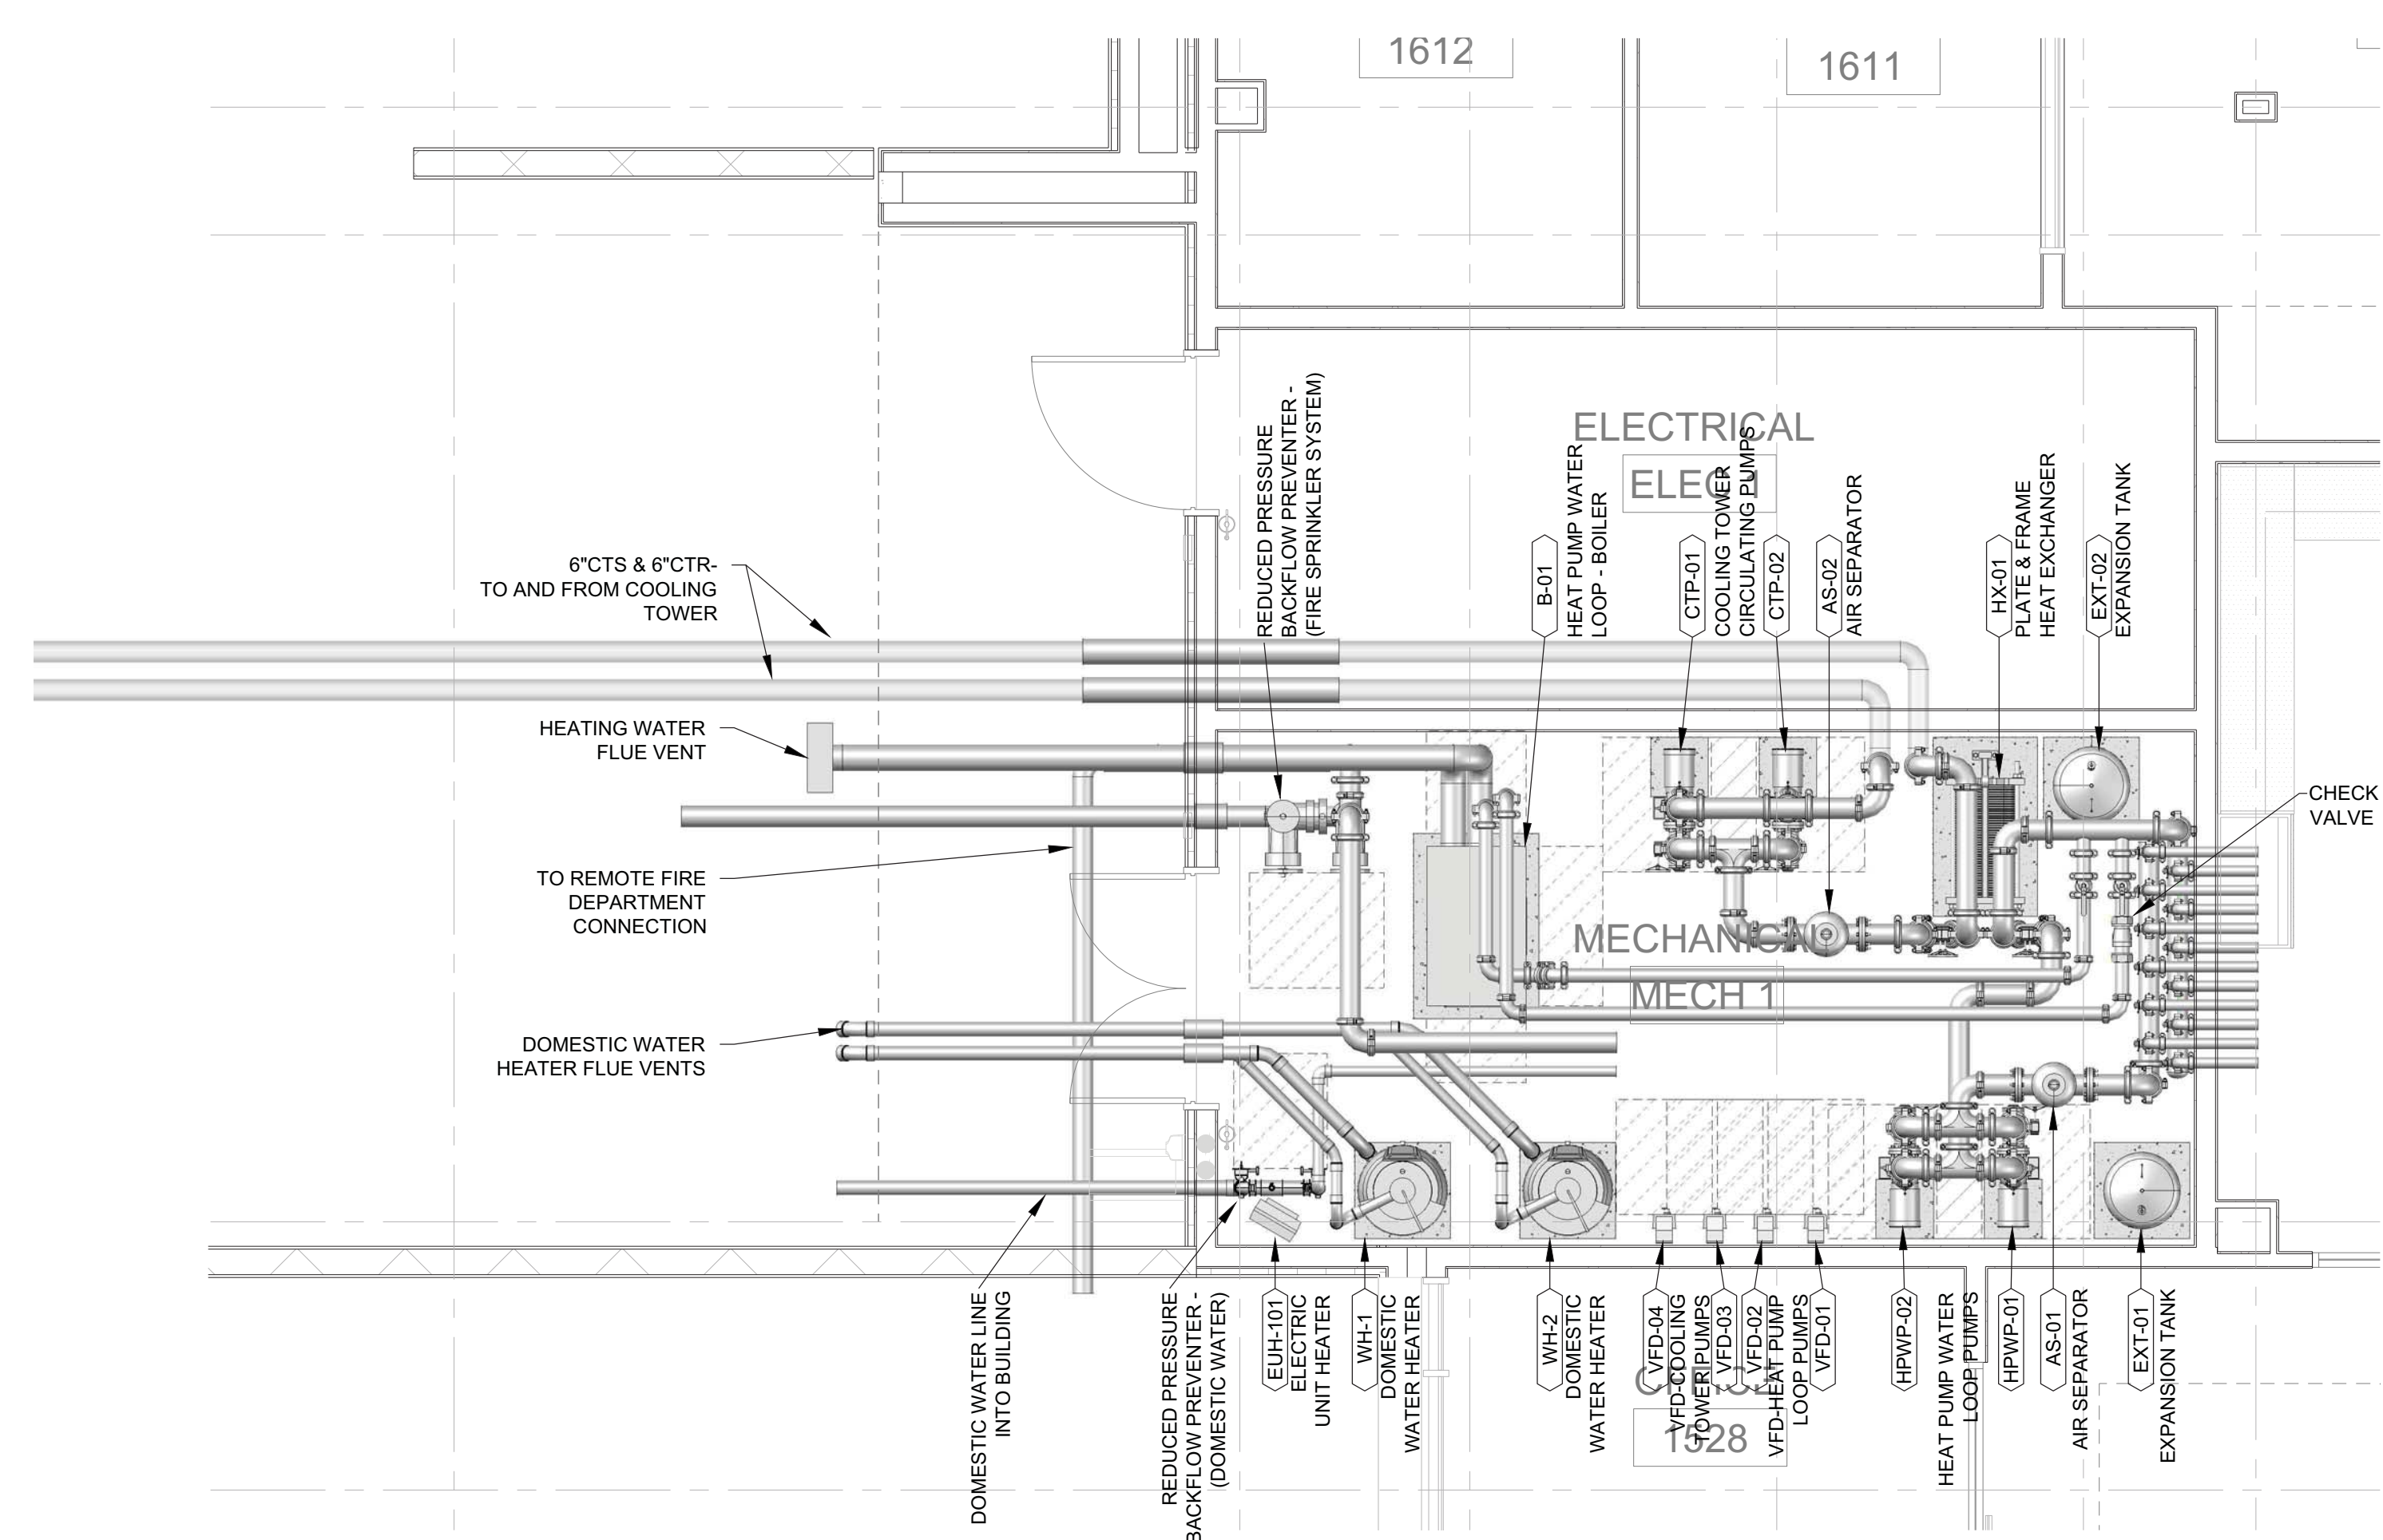 1612
1611
ELECTRICAL
ELEC 1
REDUCED PRESSURE
BACKFLOW PREVENTER -
(FIRE SPRINKLER SYSTEM)
B-01
HEAT PUMP WATER
LOOP - BOILER
CTP-01
COOLING TOWER
CIRCULATING PUMPS
CTP-02
AS-02
AIR SEPARATOR
HX-01
PLATE & FRAME
HEAT EXCHANGER
EXT-02
EXPANSION TANK
6"CTS & 6"CTR-
TO AND FROM COOLING
TOWER
HEATING WATER
FLUE VENT
CHECK
VALVE
TO REMOTE FIRE
DEPARTMENT
CONNECTION
MECHANICAL
MECH 1
DOMESTIC WATER
HEATER FLUE VENTS
DOMESTIC WATER LINE
INTO BUILDING
REDUCED PRESSURE
BACKFLOW PREVENTER -
(DOMESTIC WATER)
EUH-101
ELECTRIC
UNIT HEATER
WH-1
DOMESTIC
WATER HEATER
WH-2
DOMESTIC
WATER HEATER
VFD-04
VFD-COOLING
TOWER PUMPS
VFD-03
VFD-02
VFD-HEAT PUMP
LOOP PUMPS
VFD-01
OFFICE
1528
HPWP-02
HEAT PUMP WATER
LOOP PUMPS
HPWP-01
AS-01
AIR SEPARATOR
EXT-01
EXPANSION TANK